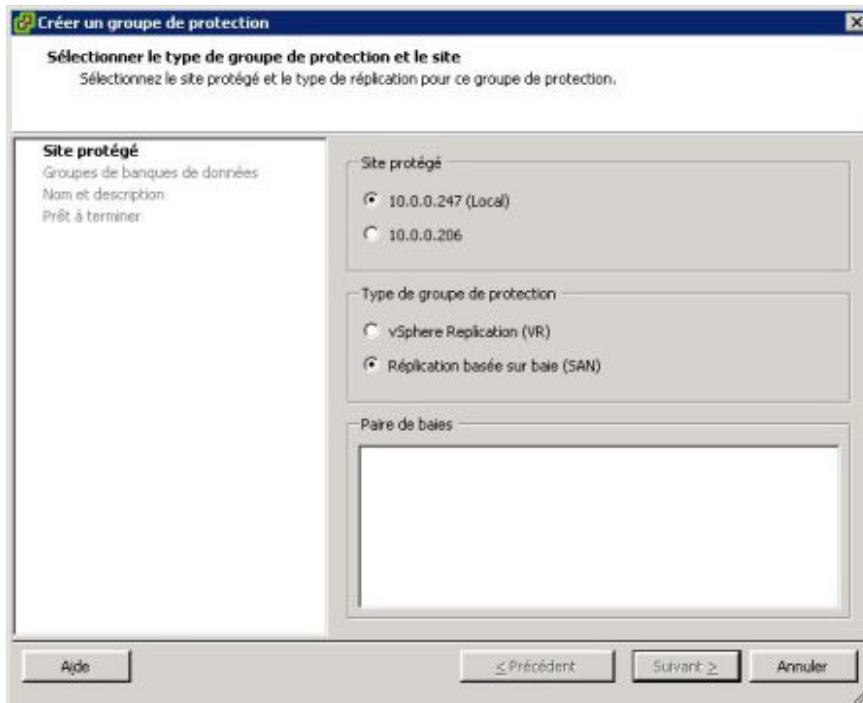 Créer un groupe de protection
Sélectionner le type de groupe de protection et le site
Sélectionnez le site protégé et le type de réplication pour ce groupe de protection.
Site protégé
Groupes de banques de données
Nom et description
Prêt à terminer
Site protégé
10.0.0.247 (Local)
10.0.0.206
Type de groupe de protection
vSphere Replication (VR)
Réplication basée sur baie (SAN)
Paire de baies
Aide
< Précédent
Suivant >
Annuler